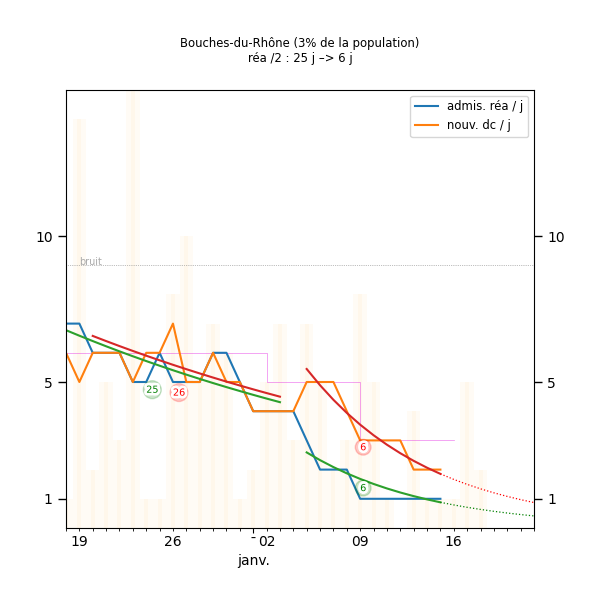 Bouches-du-Rhône (3% de la population)
réa /2 : 25 j –> 6 j
admis. réa / j
nouv. dc / j
10
10
bruit
5
5
25
26
6
6
1
1
19
26
02
09
16
janv.